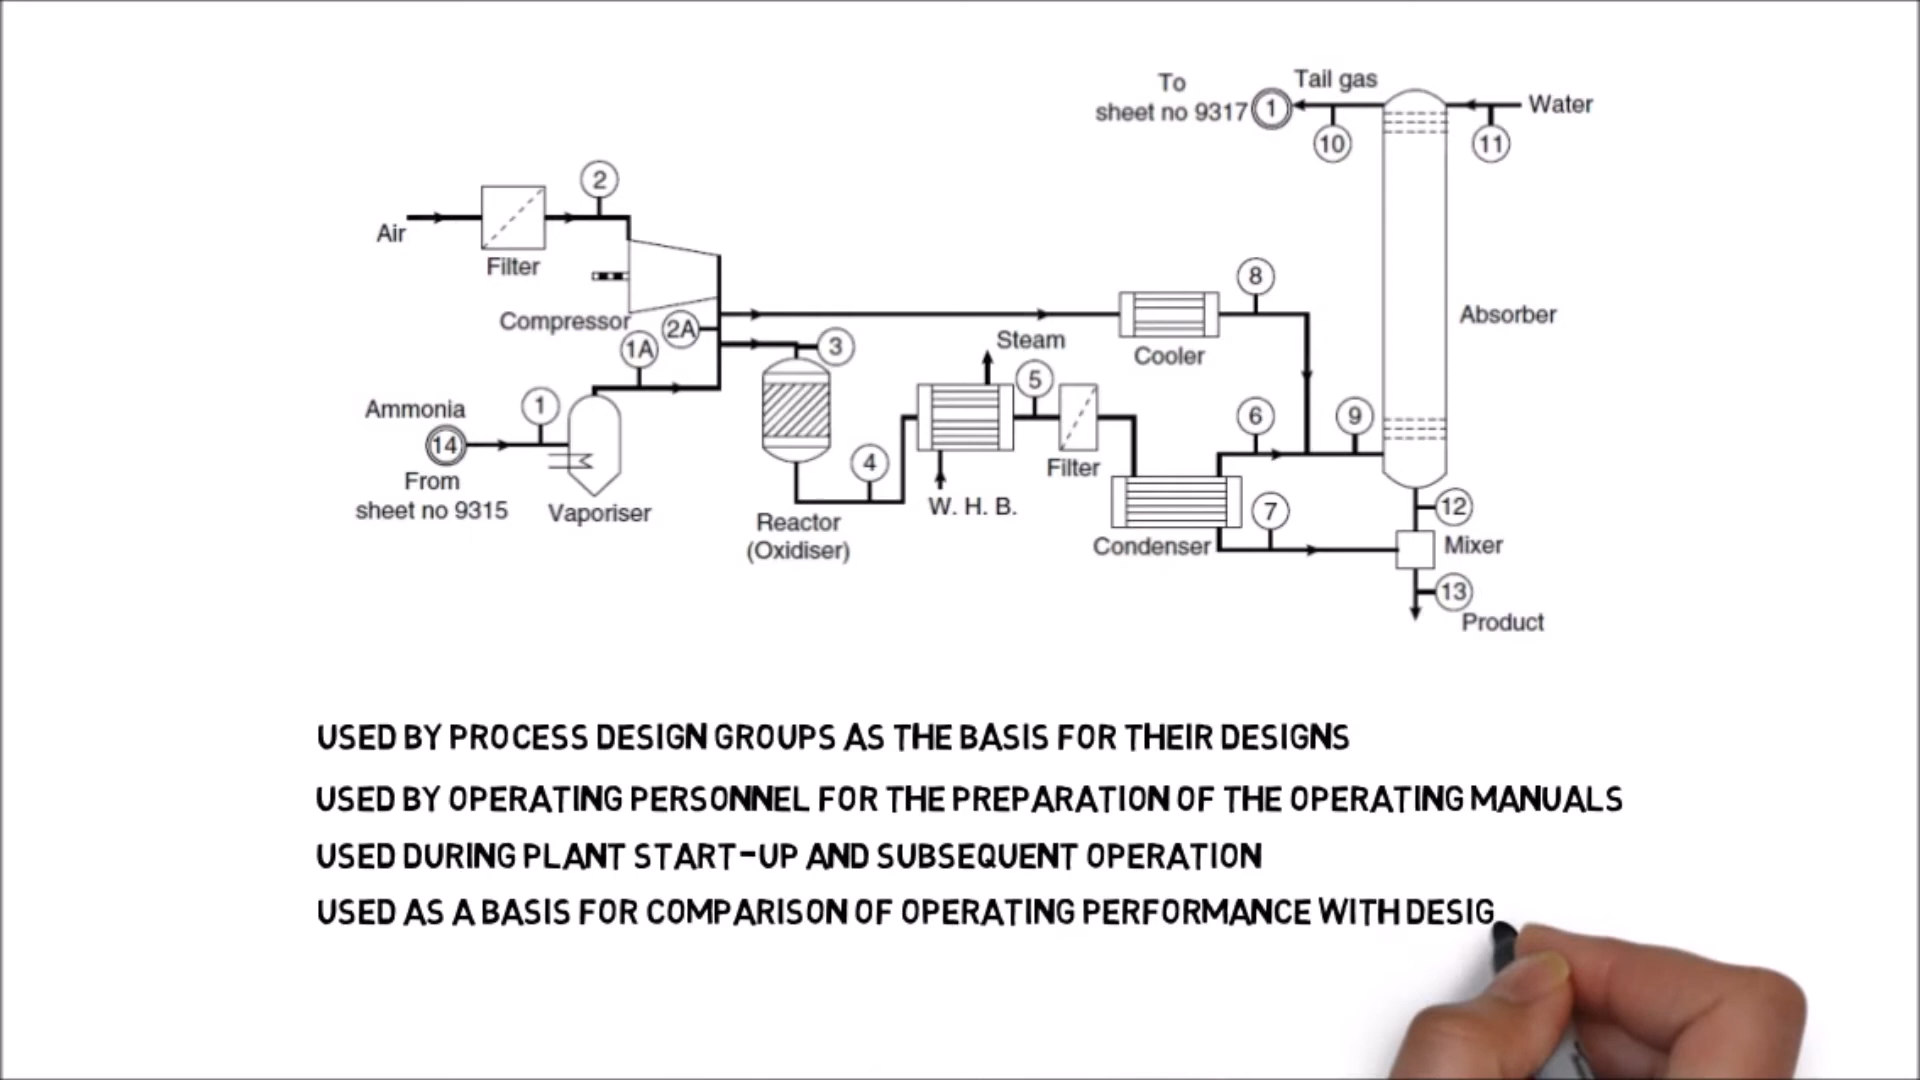 To
sheet no 9317
1
Tail gas
Water
10
11
2
Air
Filter
Compressor
2A
1A
3
8
Cooler
Absorber
Steam
5
Ammonia
14
1
From
sheet no 9315
Vaporiser
4
Reactor
(Oxidiser)
W. H. B.
Filter
6
9
Condenser
7
12
Mixer
13
Product
USED BY PROCESS DESIGN GROUPS AS THE BASIS FOR THEIR DESIGNS
USED BY OPERATING PERSONNEL FOR THE PREPARATION OF THE OPERATING MANUALS
USED DURING PLANT START-UP AND SUBSEQUENT OPERATION
USED AS A BASIS FOR COMPARISON OF OPERATING PERFORMANCE WITH DESIG